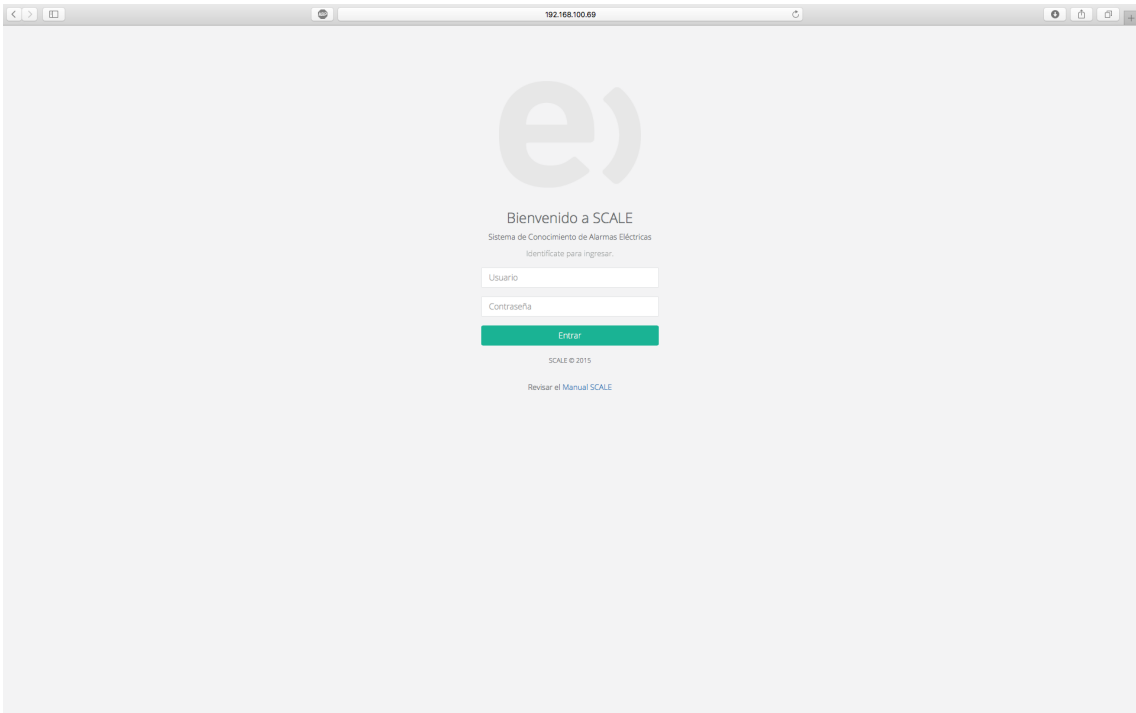 192.168.100.69
e)
Bienvenido a SCALE
Sistema de Conocimiento de Alarmas Eléctricas
Identifícate para ingresar.
Usuario
Contraseña
Entrar
SCALE © 2015
Revisar el Manual SCALE